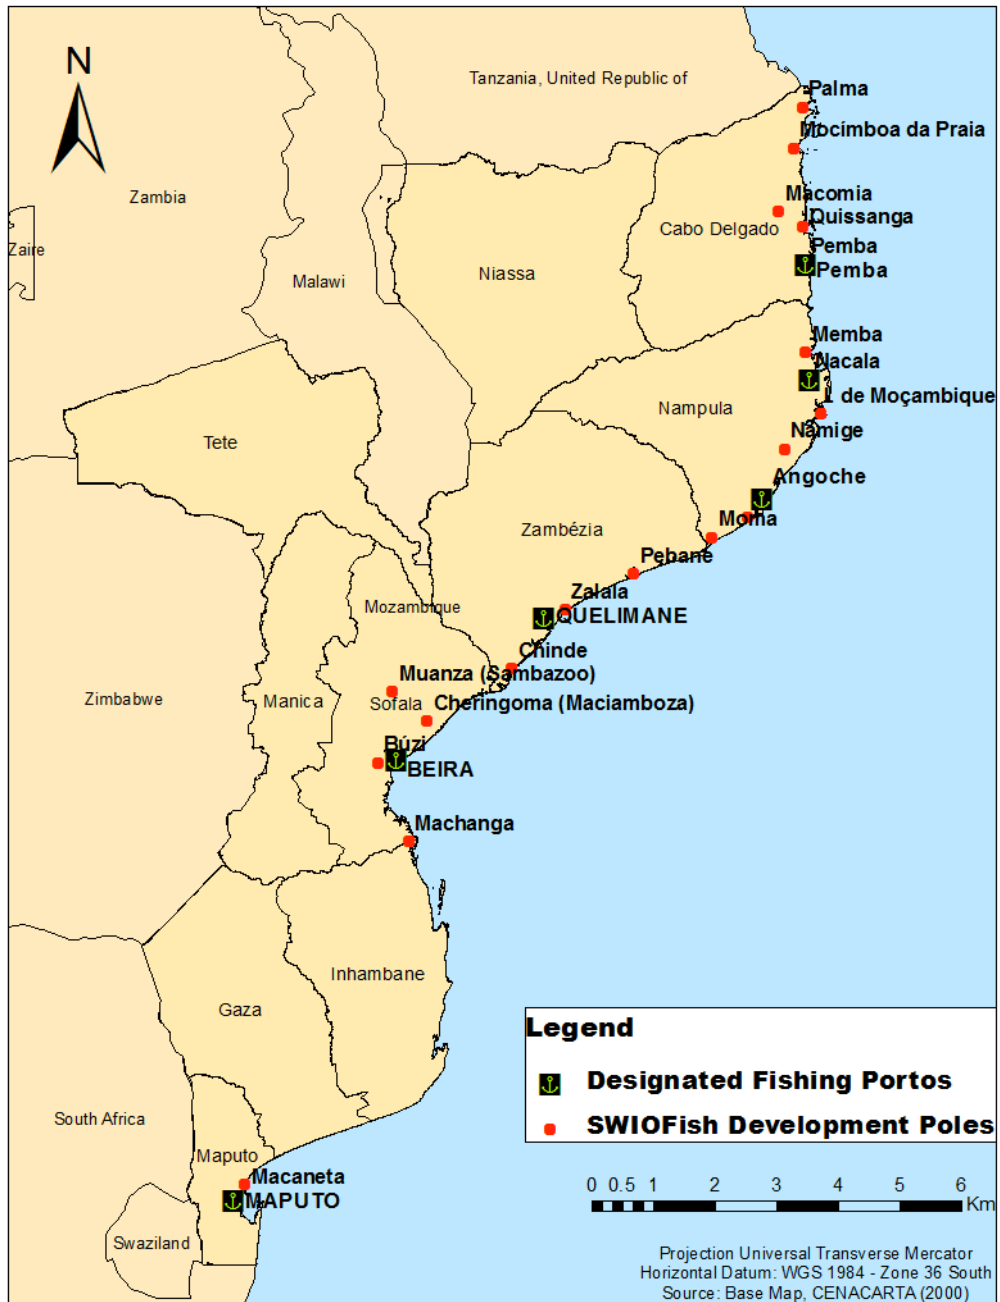 N
Tanzania, United Republic of
Palma
Mocímboa da Praia
Zambia
Macomia
Quissanga
Cabo Delgado
Zaire
Pemba
Pemba
Malawi
Niassa
Memba
Nacala
I. de Moçambique
Nampula
Namige
Tete
Angoche
Moma
Zambézia
Pebane
Zalala
Mozambique
QUELIMANE
Chinde
Muanza (Sambazoo)
Zimbabwe
Manica
Sofala
Cheringoma (Maciamboza)
Búzi
BEIRA
Machanga
Inhambane
Gaza
Legend
Designated Fishing Portos
SWIOFish Development Poles
South Africa
Maputo
Macaneta
MAPUTO
Swaziland
0 0.5 1 2 3 4 5 6
Km
Projection Universal Transverse Mercator
Horizontal Datum: WGS 1984 - Zone 36 South
Source: Base Map, CENACARTA (2000)